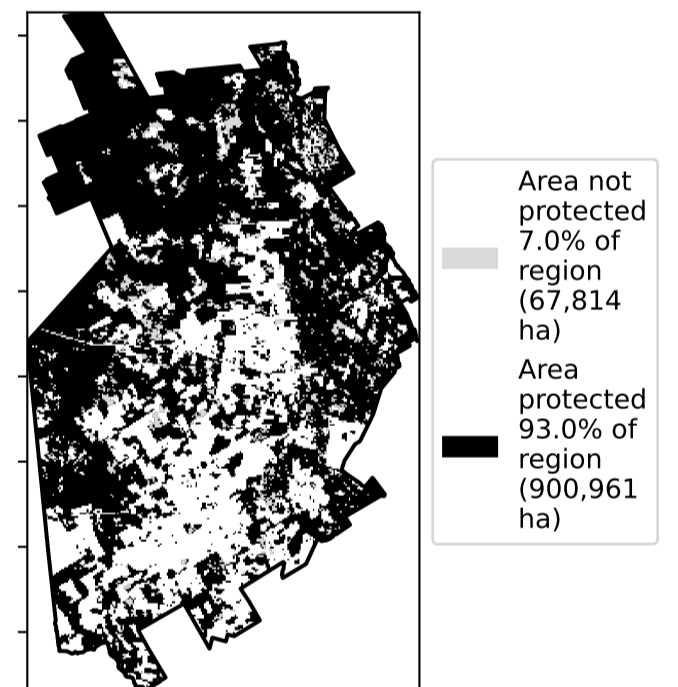 Area not
protected
7.0% of
region
(67,814
ha)
Area
protected
93.0% of
region
(900,961
ha)